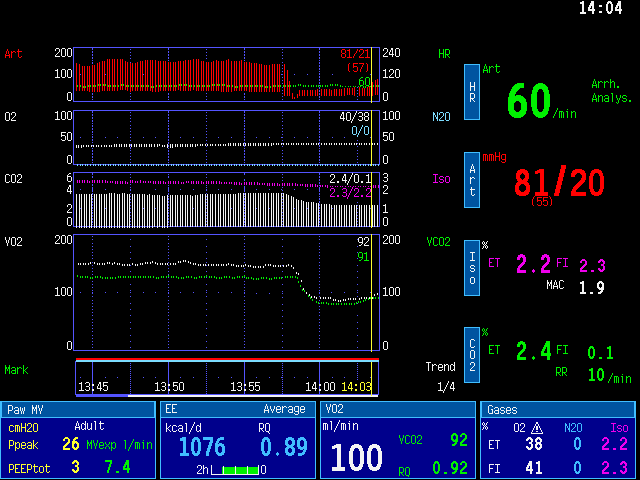 14:04
Art 200 100 0 81/21 (57) 240 120 0 HR
O2 100 50 0 40/38 0/0 100 50 0 N2O
CO2 6 4 2 0 2.4/0.1 2.3/2.2 3 2 1 0 Iso
VO2 200 100 0 92 91 200 100 0 VCO2
Mark 13:45 13:50 13:55 14:00 14:03 Trend 1/4
HR Art 60 /min Arrh. Analys.
Art mmHg 81/20 (55)
Iso % ET 2.2 FI 2.3
MAC 1.9
CO2 % ET 2.4 FI 0.1
RR 10 /min
Paw MV
cmH2O Adult
Ppeak 26 MVexp l/min
PEEPtot 3 7.4
EE Average
kcal/d RQ
1076 0.89
2h 0
VO2
ml/min
100 VCO2 92
RQ 0.92
Gases
% O2 N2O Iso
ET 38 0 2.2
FI 41 0 2.3